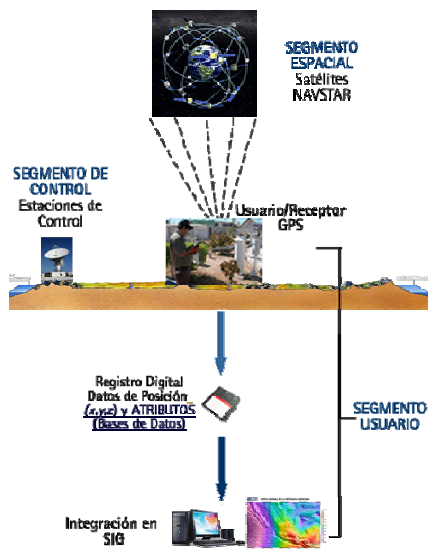 SEGMENTO
ESPACIAL
Satélites
NAVSTAR
SEGMENTO DE
CONTROL
Estaciones de
Control
Usuario/Receptor
GPS
Registro Digital
Datos de Posición
(x,y,z) y ATRIBUTOS
(Bases de Datos)
SEGMENTO
USUARIO
Integración en
SIG